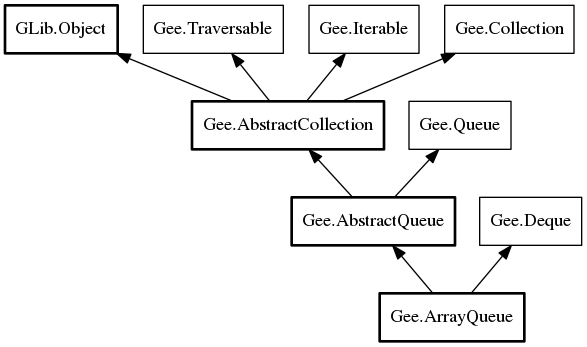 GLib.Object
Gee.Traversable
Gee.Iterable
Gee.Collection
Gee.AbstractCollection
Gee.Queue
Gee.AbstractQueue
Gee.Deque
Gee.ArrayQueue